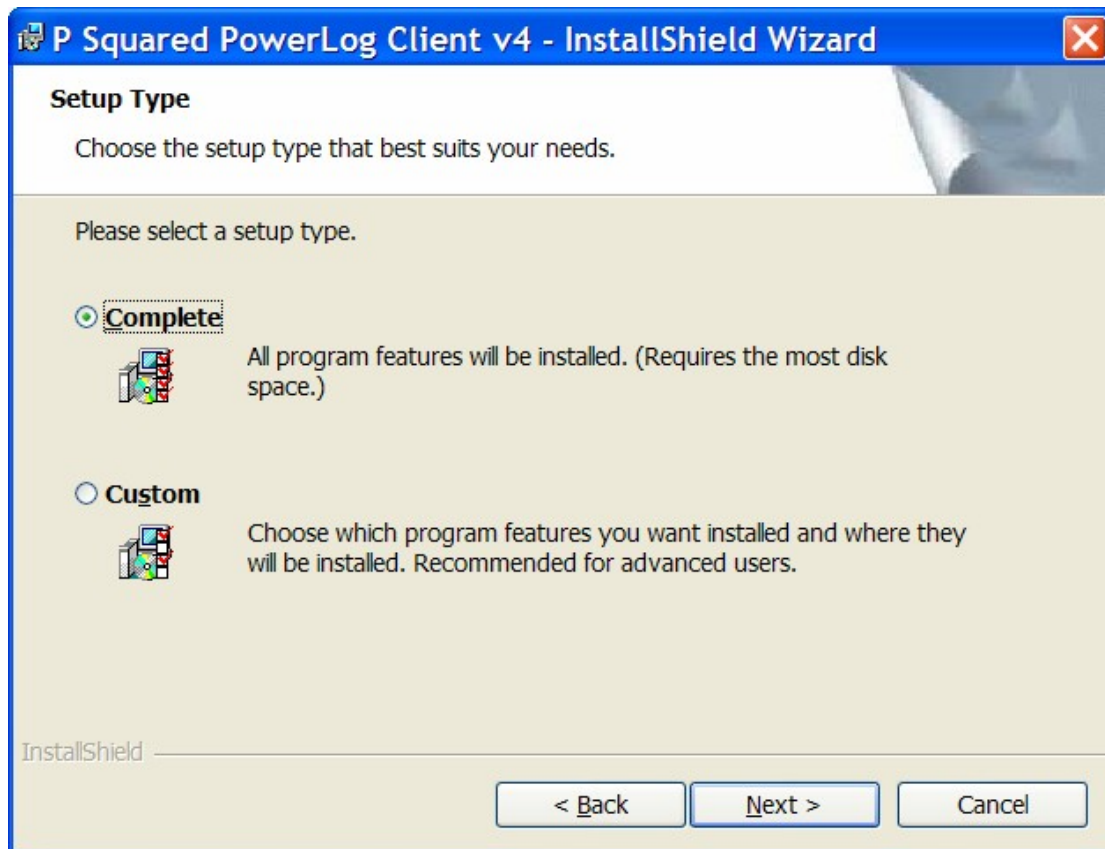 P Squared PowerLog Client v4 - InstallShield Wizard
Setup Type
Choose the setup type that best suits your needs.
Please select a setup type.
Complete
All program features will be installed. (Requires the most disk
space.)
Custom
Choose which program features you want installed and where they
will be installed. Recommended for advanced users.
InstallShield
< Back
Next >
Cancel